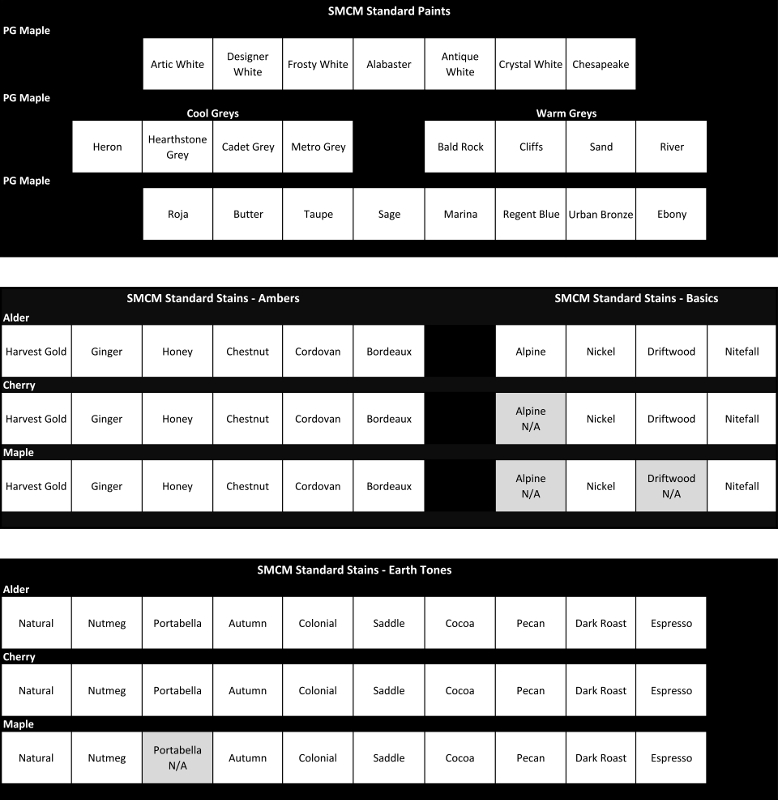 SMCM Standard Paints
PG Maple
Artic White Designer White Frosty White Alabaster Antique White Crystal White Chesapeake
PG Maple
Cool Greys Warm Greys
Heron Hearthstone Grey Cadet Grey Metro Grey Bald Rock Cliffs Sand River
PG Maple
Roja Butter Taupe Sage Marina Regent Blue Urban Bronze Ebony
SMCM Standard Stains - Ambers SMCM Standard Stains - Basics
Alder
Harvest Gold Ginger Honey Chestnut Cordovan Bordeaux Alpine Nickel Driftwood Nitefall
Cherry
Harvest Gold Ginger Honey Chestnut Cordovan Bordeaux Alpine N/A Nickel Driftwood Nitefall
Maple
Harvest Gold Ginger Honey Chestnut Cordovan Bordeaux Alpine N/A Nickel Driftwood N/A Nitefall
SMCM Standard Stains - Earth Tones
Alder
Natural Nutmeg Portabella Autumn Colonial Saddle Cocoa Pecan Dark Roast Espresso
Cherry
Natural Nutmeg Portabella Autumn Colonial Saddle Cocoa Pecan Dark Roast Espresso
Maple
Natural Nutmeg Portabella N/A Autumn Colonial Saddle Cocoa Pecan Dark Roast Espresso